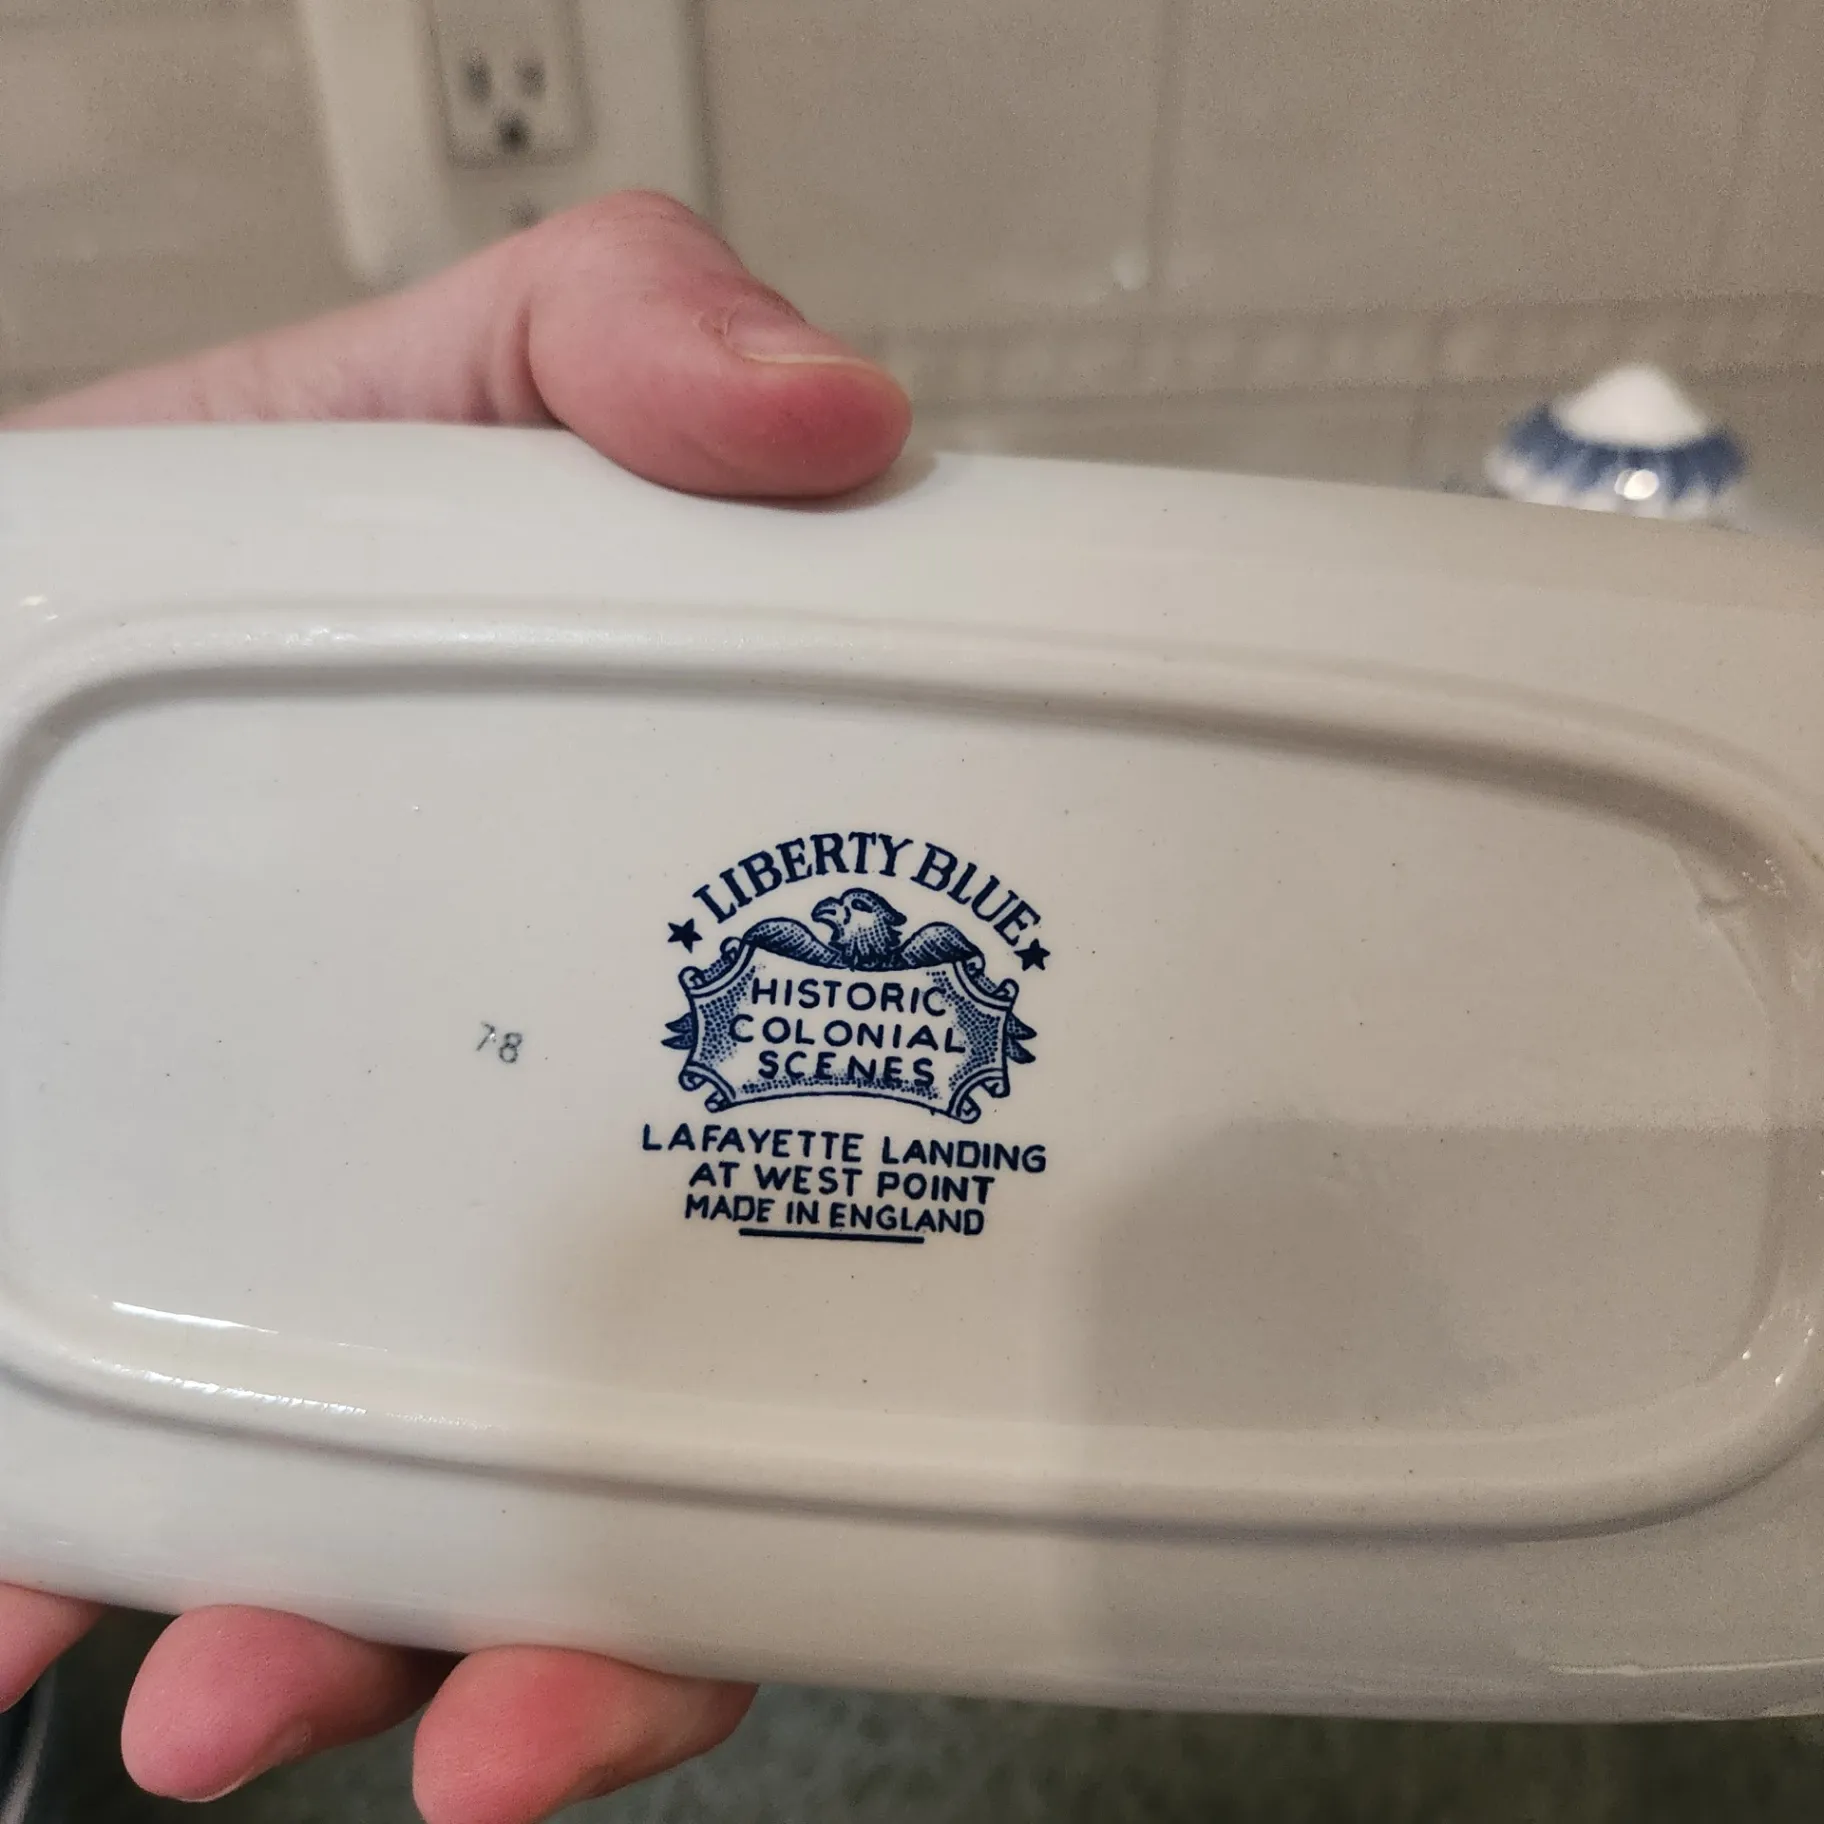 LIBERTY BLUE
HISTORIC
COLONIAL
SCENES
78
LAFAYETTE LANDING
AT WEST POINT
MADE IN ENGLAND